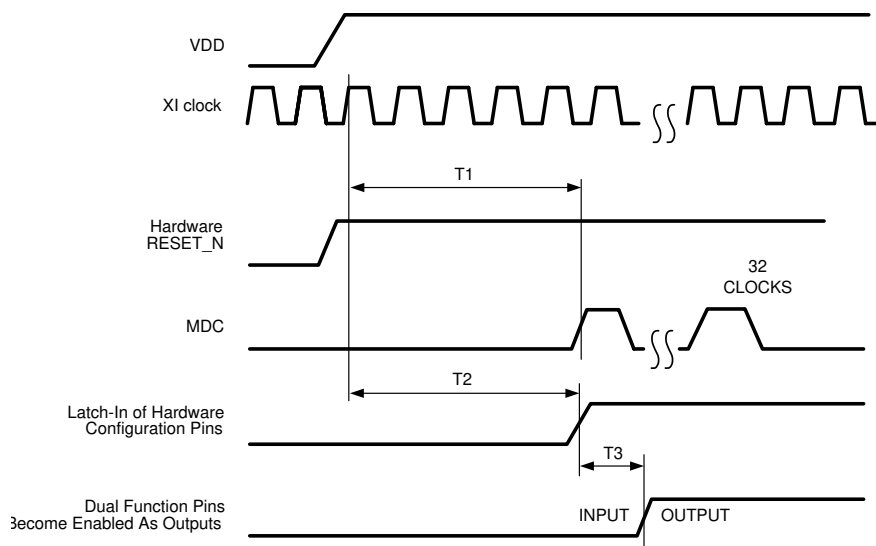 VDD
XI clock
T1
Hardware
RESET_N
32
CLOCKS
MDC
T2
Latch-In of Hardware
Configuration Pins
T3
Dual Function Pins
Become Enabled As Outputs
INPUT
OUTPUT